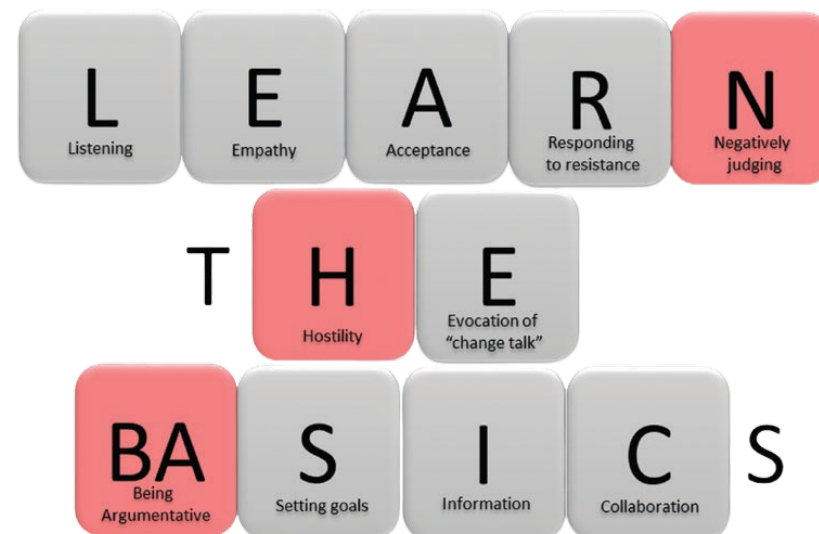 L E A R N
Listening Empathy Acceptance Responding to resistance Negatively judging
T H E
Hostility Evocation of “change talk”
BA S I C S
Being Argumentative Setting goals Information Collaboration